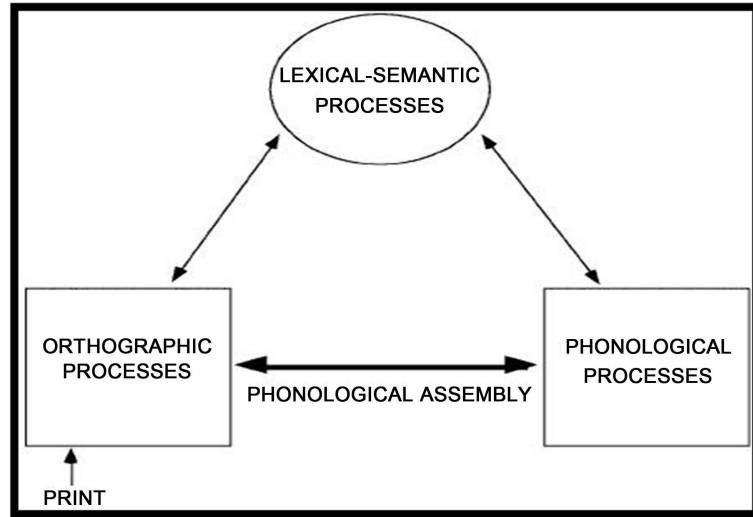 LEXICAL-SEMANTIC
PROCESSES
ORTHOGRAPHIC
PROCESSES
PHONOLOGICAL
PROCESSES
PHONOLOGICAL ASSEMBLY
PRINT